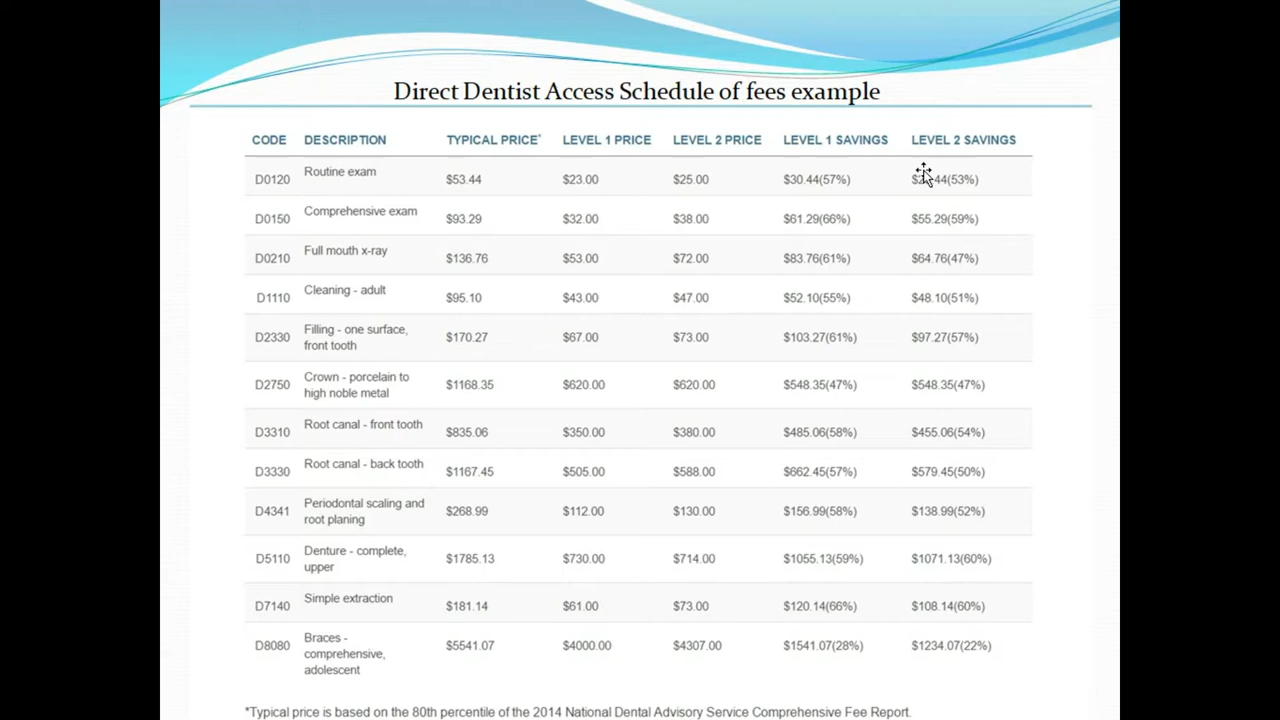 Direct Dentist Access Schedule of fees example
CODE DESCRIPTION TYPICAL PRICE* LEVEL 1 PRICE LEVEL 2 PRICE LEVEL 1 SAVINGS LEVEL 2 SAVINGS
D0120 Routine exam $53.44 $23.00 $25.00 $30.44(57%) 44(53%)
D0150 Comprehensive exam $93.29 $32.00 $38.00 $61.29(66%) $55.29(59%)
D0210 Full mouth x-ray $136.76 $53.00 $72.00 $83.76(61%) $64.76(47%)
D1110 Cleaning - adult $95.10 $43.00 $47.00 $52.10(55%) $48.10(51%)
D2330 Filling - one surface, $170.27 $67.00 $73.00 $103.27(61%) $97.27(57%)
front tooth
D2750 Crown - porcelain to $1168.35 $620.00 $620.00 $548.35(47%) $548.35(47%)
high noble metal
D3310 Root canal - front tooth $835.06 $350.00 $380.00 $485.06(58%) $455.06(54%)
D3330 Root canal - back tooth $1167.45 $505.00 $588.00 $662.45(57%) $579.45(50%)
D4341 Periodontal scaling and $268.99 $112.00 $130.00 $156.99(58%) $138.99(52%)
root planing
D5110 Denture - complete, $1785.13 $730.00 $714.00 $1055.13(59%) $1071.13(60%)
upper
D7140 Simple extraction $181.14 $61.00 $73.00 $120.14(66%) $108.14(60%)
D8080 Braces - $5541.07 $4000.00 $4307.00 $1541.07(28%) $1234.07(22%)
comprehensive,
adolescent
*Typical price is based on the 80th percentile of the 2014 National Dental Advisory Service Comprehensive Fee Report.